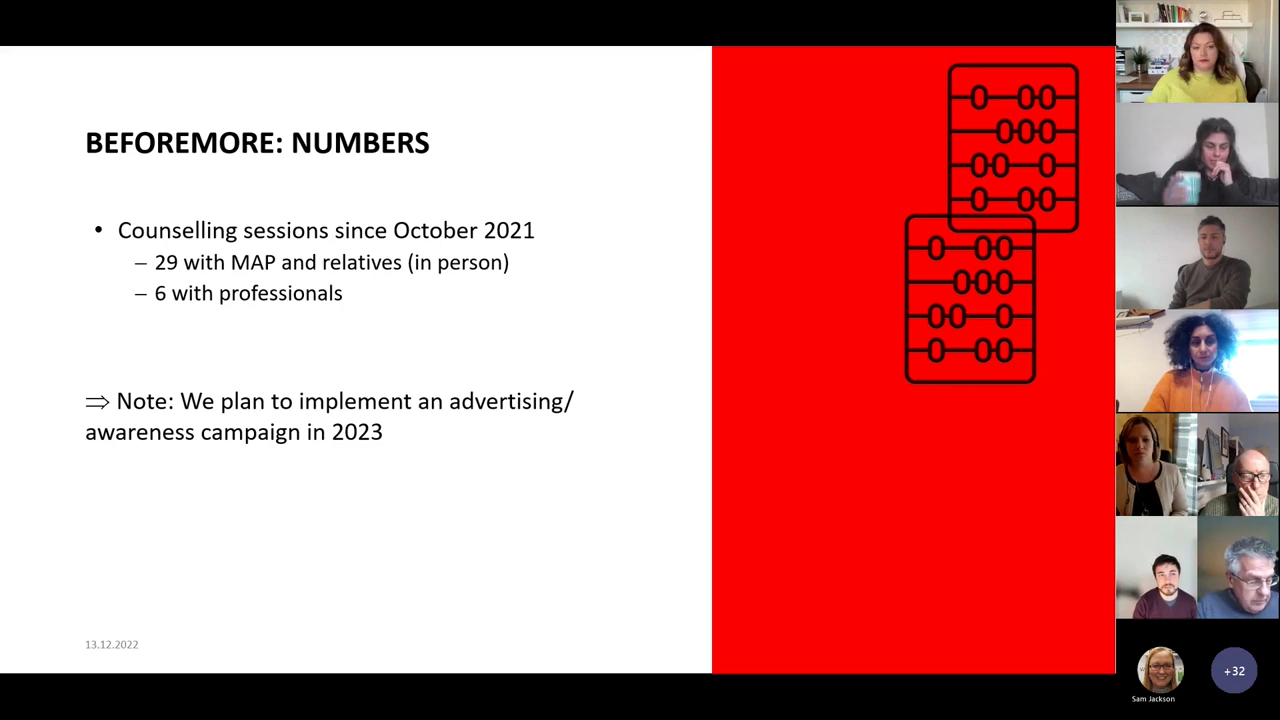 BEFOREMORE: NUMBERS
• Counselling sessions since October 2021
– 29 with MAP and relatives (in person)
– 6 with professionals
⇒ Note: We plan to implement an advertising/
awareness campaign in 2023
13.12.2022
Sam Jackson
+32